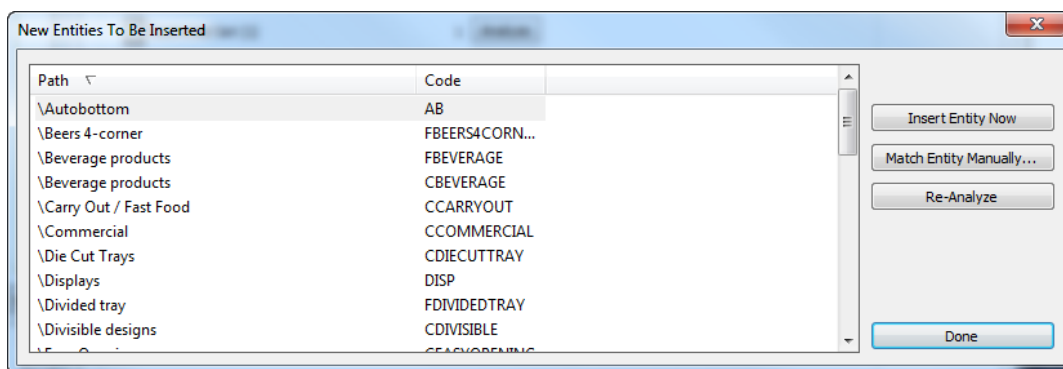 New Entities To Be Inserted
Path Code
\Autobottom AB
\Beers 4-corner FBEERS4CORN...
\Beverage products FBEVERAGE
\Beverage products CBEVERAGE
\Carry Out / Fast Food CCARRYOUT
\Commercial CCOMMERCIAL
\Die Cut Trays CDIECUTTRAY
\Displays DISP
\Divided tray FDIVIDEDTRAY
\Divisible designs CDIVISIBLE
Insert Entity Now
Match Entity Manually...
Re-Analyze
Done